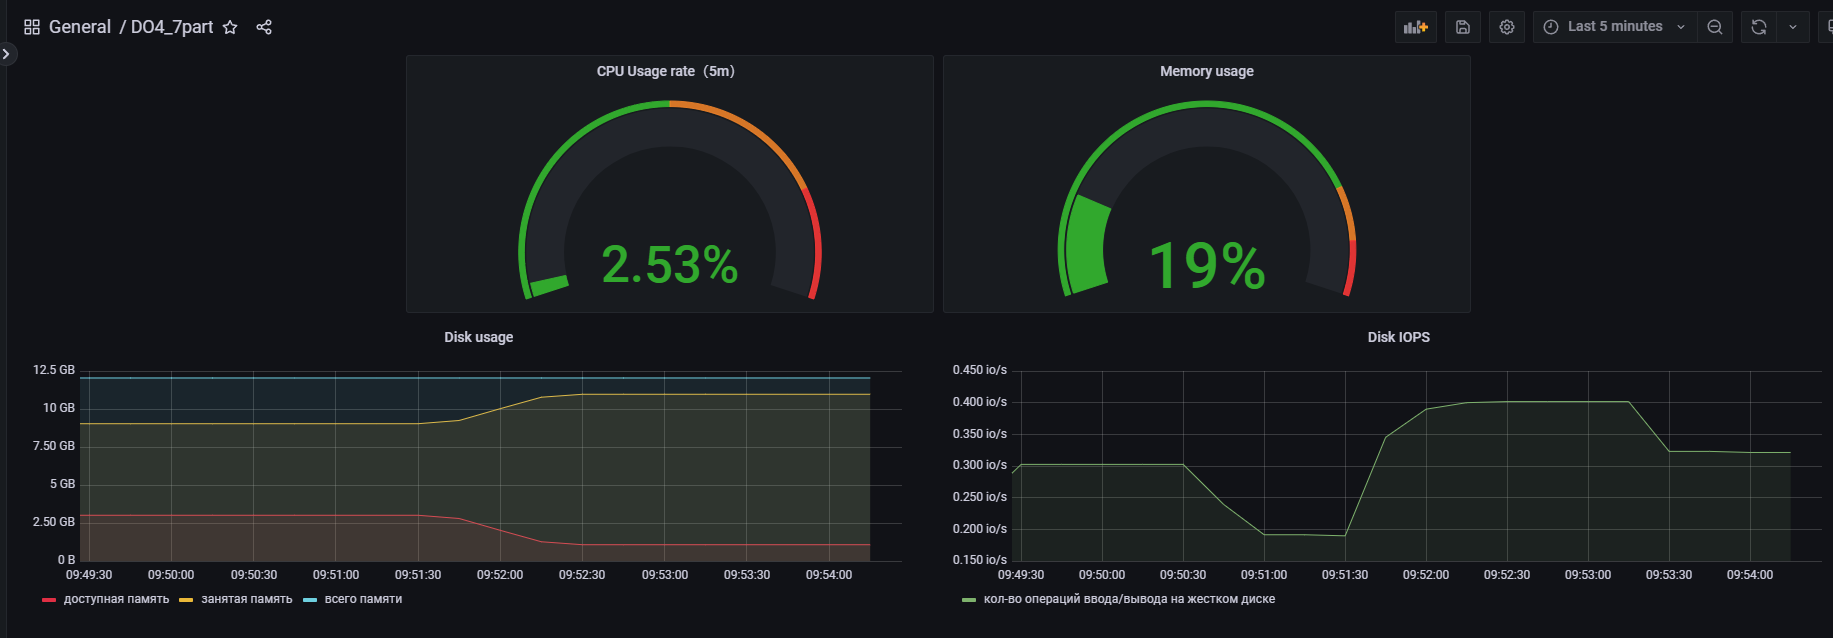 General / DO4_7part
Last 5 minutes
CPU Usage rate（5m）
2.53%
Memory usage
19%
Disk usage
12.5 GB
10 GB
7.50 GB
5 GB
2.50 GB
0 B
09:49:30 09:50:00 09:50:30 09:51:00 09:51:30 09:52:00 09:52:30 09:53:00 09:53:30 09:54:00
доступная память занятая память всего памяти
Disk IOPS
0.450 io/s
0.400 io/s
0.350 io/s
0.300 io/s
0.250 io/s
0.200 io/s
0.150 io/s
09:49:30 09:50:00 09:50:30 09:51:00 09:51:30 09:52:00 09:52:30 09:53:00 09:53:30 09:54:00
кол-во операций ввода/вывода на жестком диске